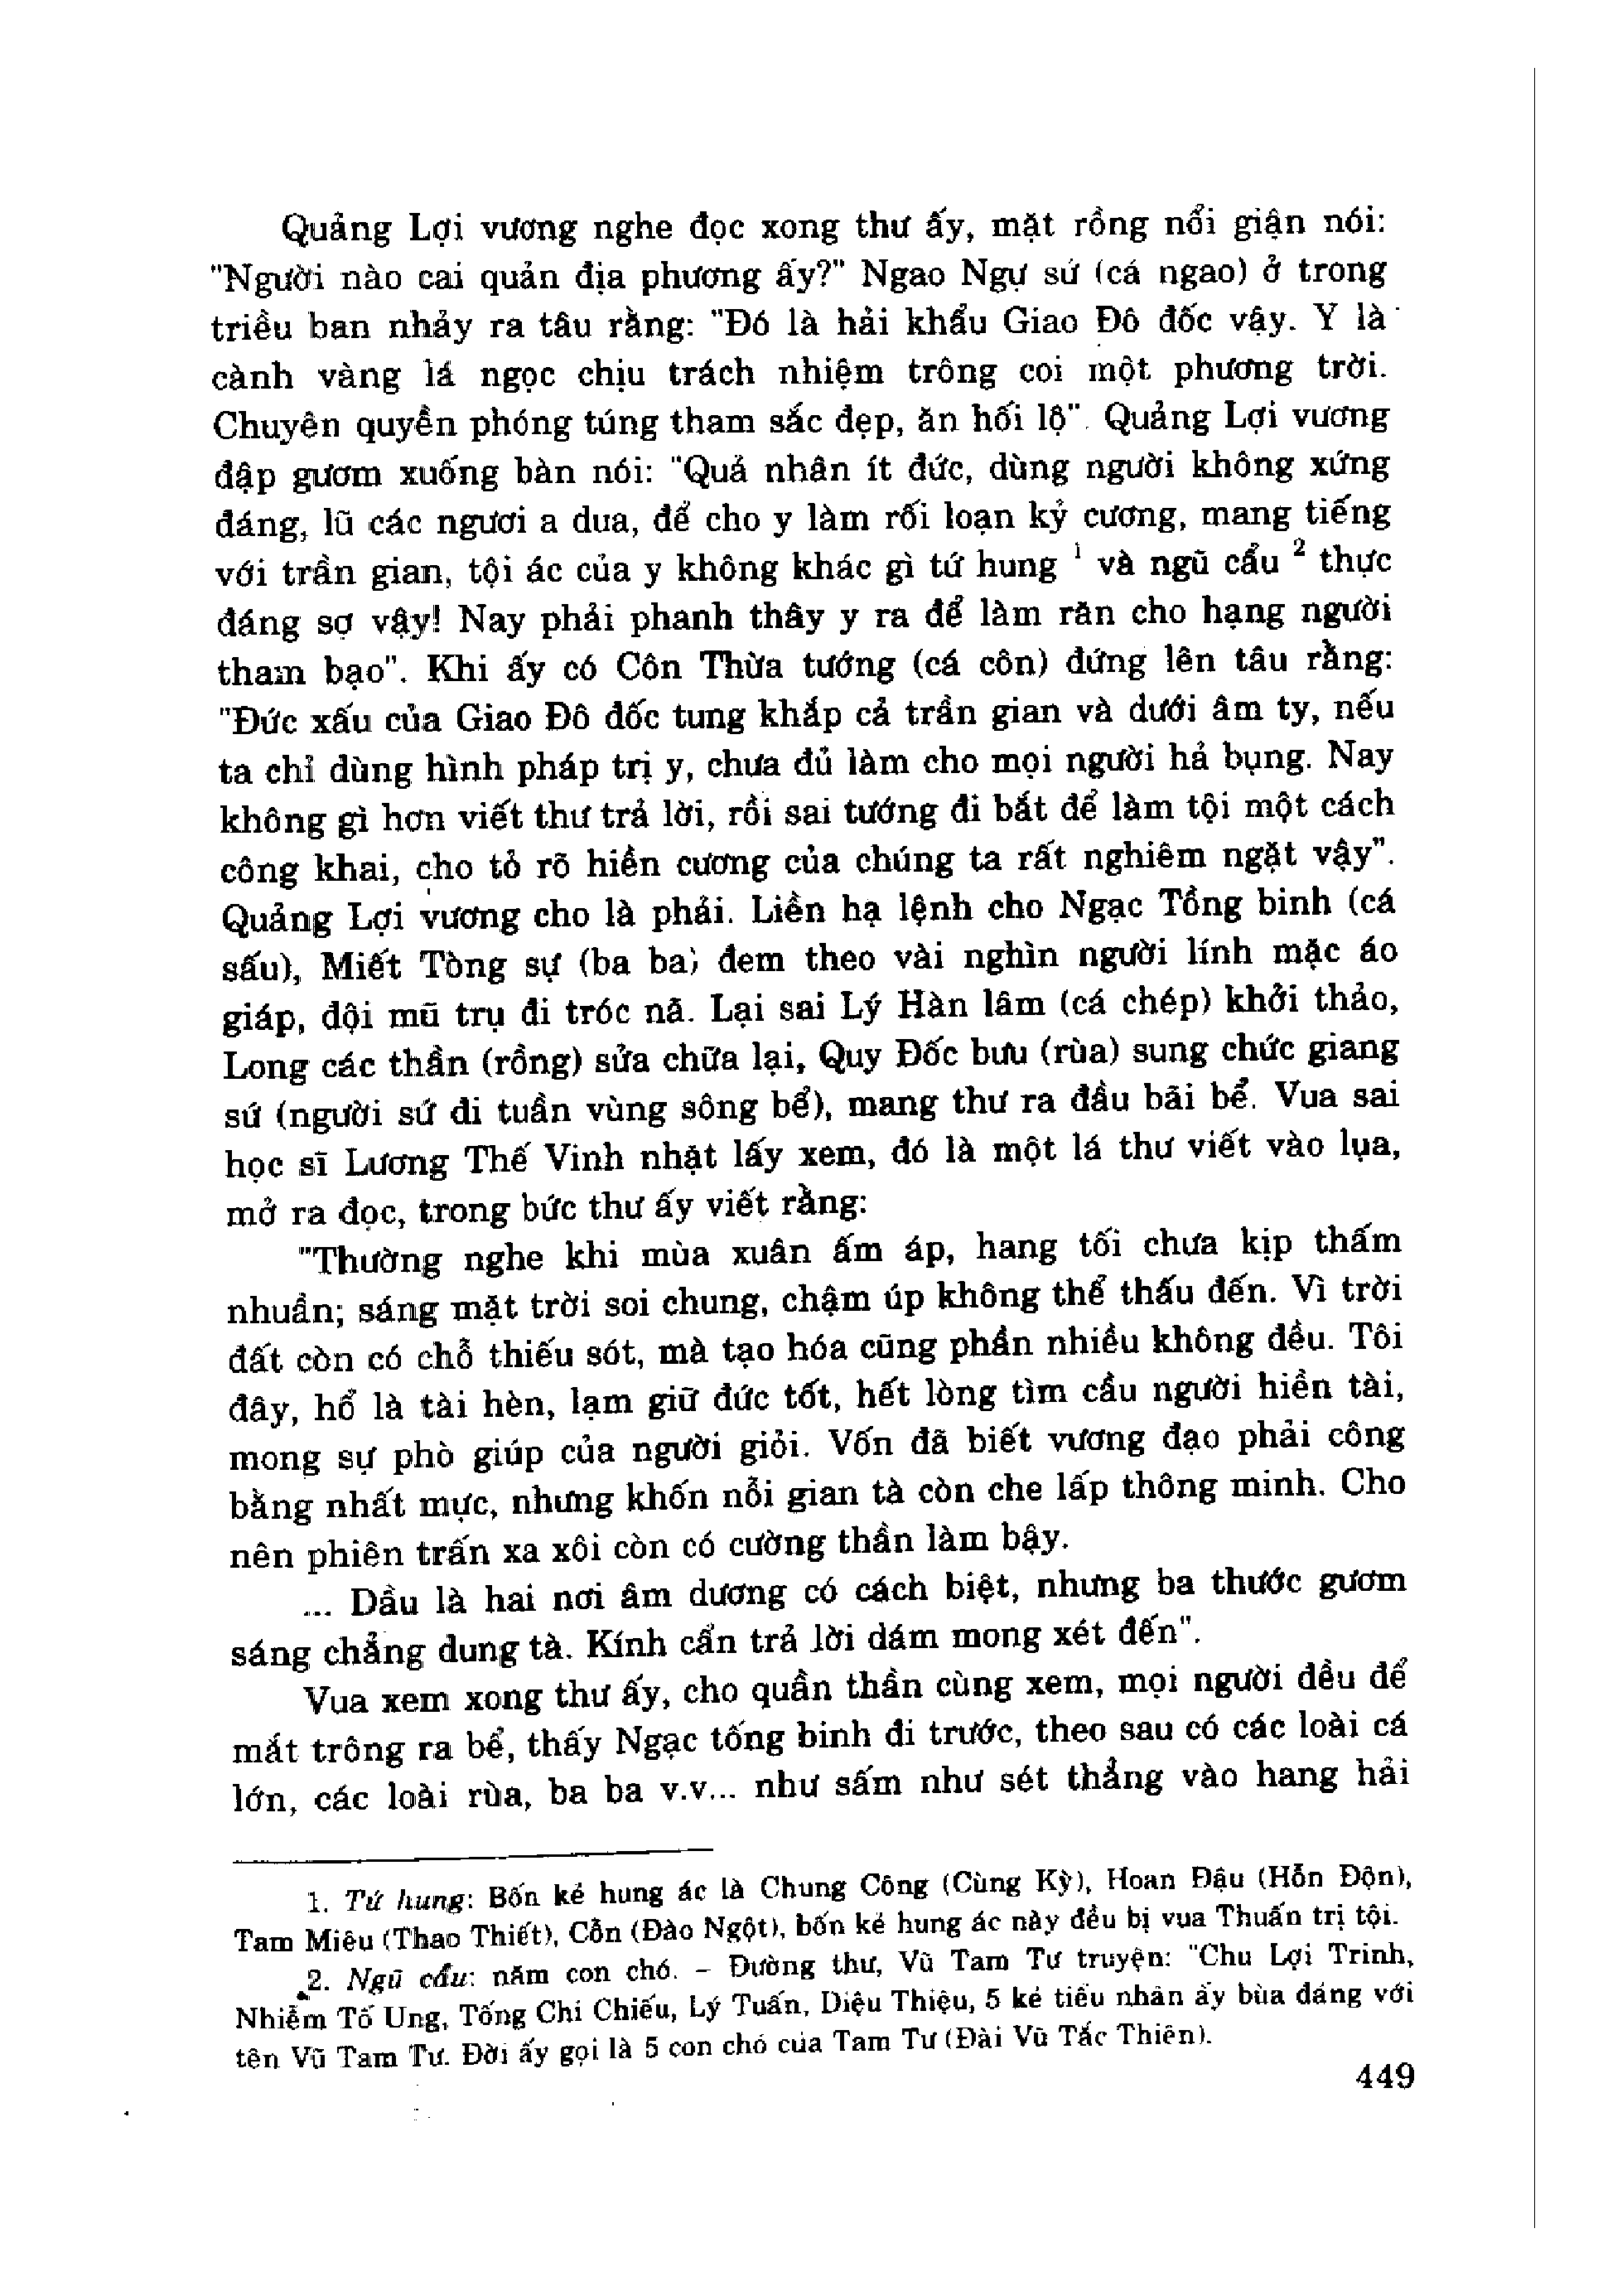 Quảng Lợi vương nghe đọc xong thư ấy, mặt rồng nổi giận nói:
"Người nào cai quản địa phương ấy?" Ngao Ngự sứ (cá ngao) ở trong
triều ban nhảy ra tâu rằng: "Đó là hải khẩu Giao Đô đốc vậy. Y là
cành vàng lá ngọc chịu trách nhiệm trông coi một phương trời.
Chuyên quyền phóng túng tham sắc đẹp, ăn hối lộ". Quảng Lợi vương
đập gươm xuống bàn nói: "Quả nhân ít đức, dùng người không xứng
đáng, lũ các ngươi a dua, để cho y làm rối loạn kỷ cương, mang tiếng
với trần gian, tội ác của y không khác gì tứ hung 1 và ngũ cẩu 2 thực
đáng sợ vậy! Nay phải phanh thây y ra để làm răn cho hạng người
tham bạo". Khi ấy có Côn Thừa tướng (cá côn) đứng lên tâu rằng:
"Đức xấu của Giao Đô đốc tung khắp cả trần gian và dưới âm ty, nếu
ta chỉ dùng hình pháp trị y, chưa đủ làm cho mọi người hả bụng. Nay
không gì hơn viết thư trả lời, rồi sai tướng đi bắt để làm tội một cách
công khai, cho tỏ rõ hiền cương của chúng ta rất nghiêm ngặt vậy".
Quảng Lợi vương cho là phải. Liền hạ lệnh cho Ngạc Tổng binh (cá
sấu), Miết Tòng sự (ba ba) đem theo vài nghìn người lính mặc áo
giáp, đội mũ trụ đi tróc nã. Lại sai Lý Hàn lâm (cá chép) khởi thảo,
Long các thần (rồng) sửa chữa lại, Quy Đốc bưu (rùa) sung chức giang
sứ (người sứ đi tuần vùng sông bể), mang thư ra đầu bãi bể. Vua sai
học sĩ Lương Thế Vinh nhặt lấy xem, đó là một lá thư viết vào lụa,
mở ra đọc, trong bức thư ấy viết rằng:
"Thường nghe khi mùa xuân ấm áp, hang tối chưa kịp thấm
nhuần; sáng mặt trời soi chung, chậm úp không thể thấu đến. Vì trời
đất còn có chỗ thiếu sót, mà tạo hóa cũng phần nhiều không đều. Tôi
đây, hổ là tài hèn, lạm giữ đức tốt, hết lòng tìm cầu người hiền tài,
mong sự phò giúp của người giỏi. Vốn đã biết vương đạo phải công
bằng nhất mực, nhưng khốn nỗi gian tà còn che lấp thông minh. Cho
nên phiên trấn xa xôi còn có cường thần làm bậy.
... Dầu là hai nơi âm dương có cách biệt, nhưng ba thước gươm
sáng chẳng dung tà. Kính cẩn trả lời dám mong xét đến".
Vua xem xong thư ấy, cho quần thần cùng xem, mọi người đều để
mắt trông ra bể, thấy Ngạc tống binh đi trước, theo sau có các loài cá
lớn, các loài rùa, ba ba v.v... như sấm như sét thẳng vào hang hải
1. Tứ hung: Bốn kẻ hung ác là Chung Công (Cùng Kỳ), Hoan Đậu (Hỗn Độn),
Tam Miêu (Thao Thiết), Cổn (Đào Ngột), bốn kẻ hung ác này đều bị vua Thuấn trị tội.
2. Ngũ cẩu: năm con chó. – Đường thư, Vũ Tam Tư truyện: "Chu Lợi Trinh,
Nhiễm Tố Ung, Tống Chi Chiếu, Lý Tuấn, Diệu Thiệu, 5 kẻ tiểu nhân ấy bùa đảng với
tên Vũ Tam Tư. Đời ấy gọi là 5 con chó của Tam Tư (Đài Vũ Tắc Thiên).
449